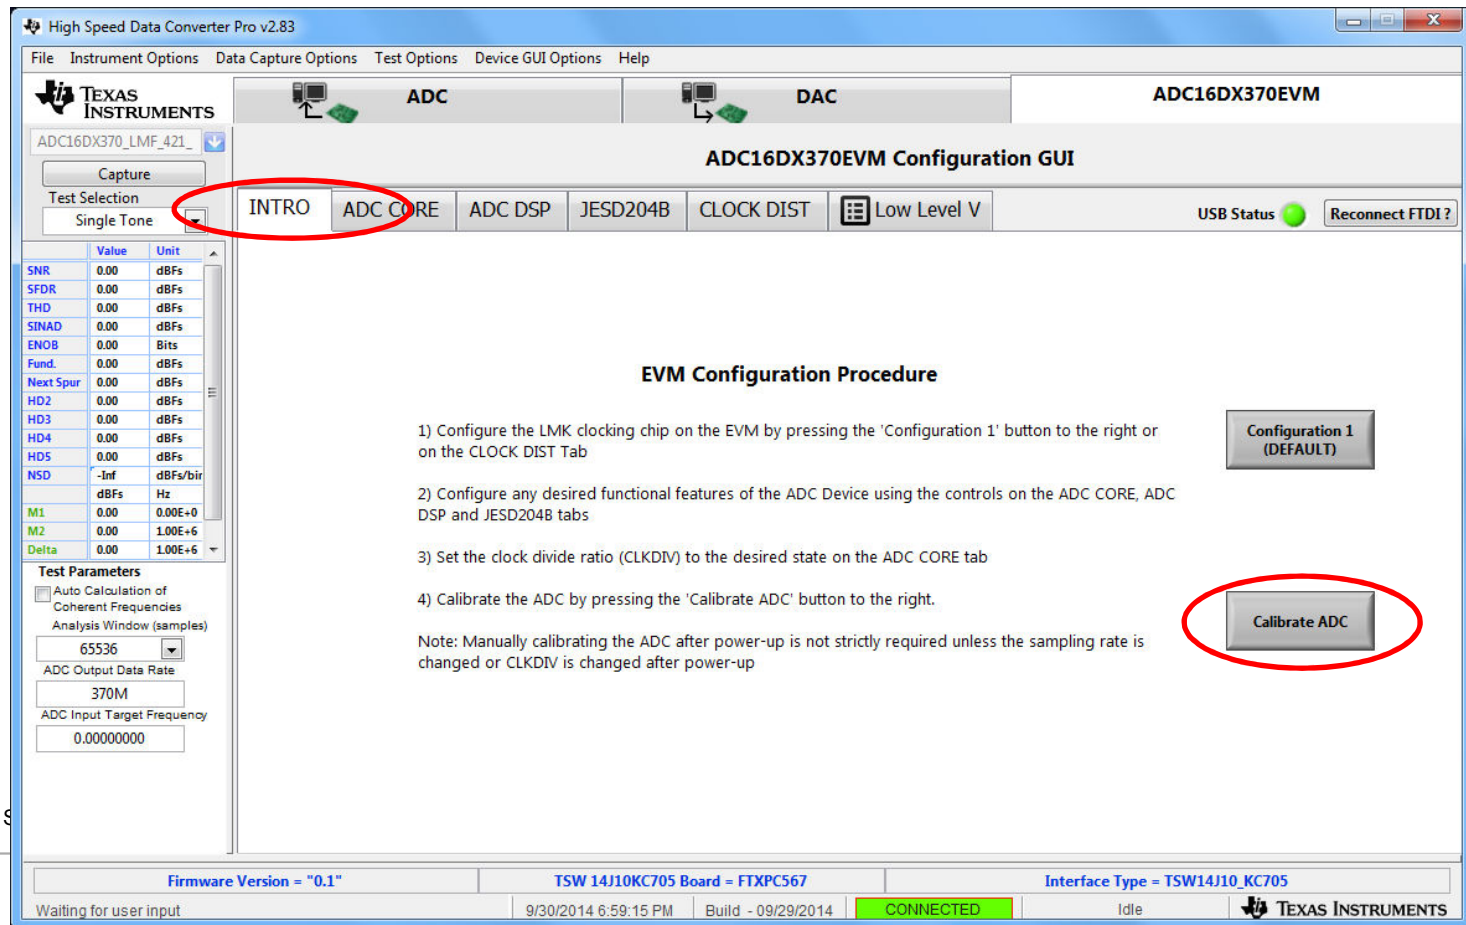 High Speed Data Converter Pro v2.83
File Instrument Options Data Capture Options Test Options Device GUI Options Help
TEXAS INSTRUMENTS
ADC
DAC
ADC16DX370EVM
ADC16DX370_LMF_421_
Capture
Test Selection
Single Tone
ADC16DX370EVM Configuration GUI
INTRO ADC CORE ADC DSP JESD204B CLOCK DIST Low Level V
USB Status
Reconnect FTDI ?
Value Unit
SNR 0.00 dBFs
SFDR 0.00 dBFs
THD 0.00 dBFs
SINAD 0.00 dBFs
ENOB 0.00 Bits
Fund. 0.00 dBFs
Next Spur 0.00 dBFs
HD2 0.00 dBFs
HD3 0.00 dBFs
HD4 0.00 dBFs
HD5 0.00 dBFs
NSD -Inf dBFs/bin
dBFs Hz
M1 0.00 0.00E+0
M2 0.00 1.00E+6
Delta 0.00 1.00E+6
Test Parameters
Auto Calculation of
Coherent Frequencies
Analysis Window (samples)
65536
ADC Output Data Rate
370M
ADC Input Target Frequency
0.00000000
EVM Configuration Procedure
1) Configure the LMK clocking chip on the EVM by pressing the 'Configuration 1' button to the right or
on the CLOCK DIST Tab
2) Configure any desired functional features of the ADC Device using the controls on the ADC CORE, ADC
DSP and JESD204B tabs
3) Set the clock divide ratio (CLKDIV) to the desired state on the ADC CORE tab
4) Calibrate the ADC by pressing the 'Calibrate ADC' button to the right.
Note: Manually calibrating the ADC after power-up is not strictly required unless the sampling rate is
changed or CLKDIV is changed after power-up
Configuration 1
(DEFAULT)
Calibrate ADC
Firmware Version = "0.1"
TSW 14J10KC705 Board = FTXPC567
Interface Type = TSW14J10_KC705
Waiting for user input
9/30/2014 6:59:15 PM
Build - 09/29/2014
CONNECTED
Idle
TEXAS INSTRUMENTS